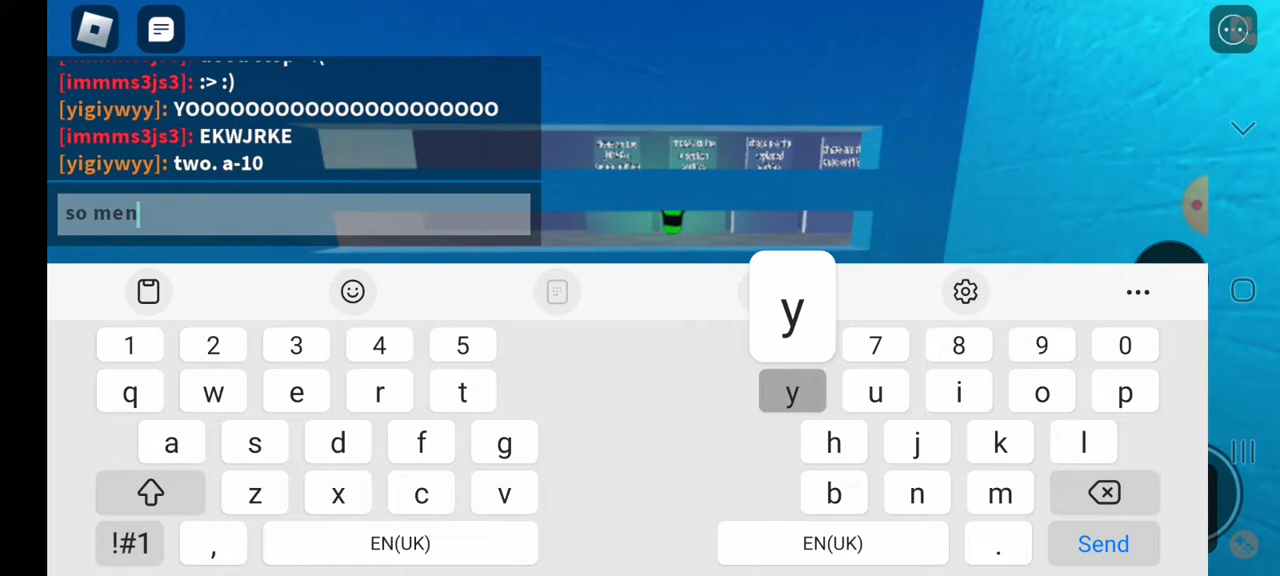 [immms3js3]: :> :)
[yigiywyy]: YOOOOOOOOOOOOOOOOOOOO
[immms3js3]: EKWJRKE
[yigiywyy]: two. a-10
so men
y
1 2 3 4 5 7 8 9 0
q w e r t y u i o p
a s d f g h j k l
z x c v b n m
!#1 , EN(UK) EN(UK) . Send